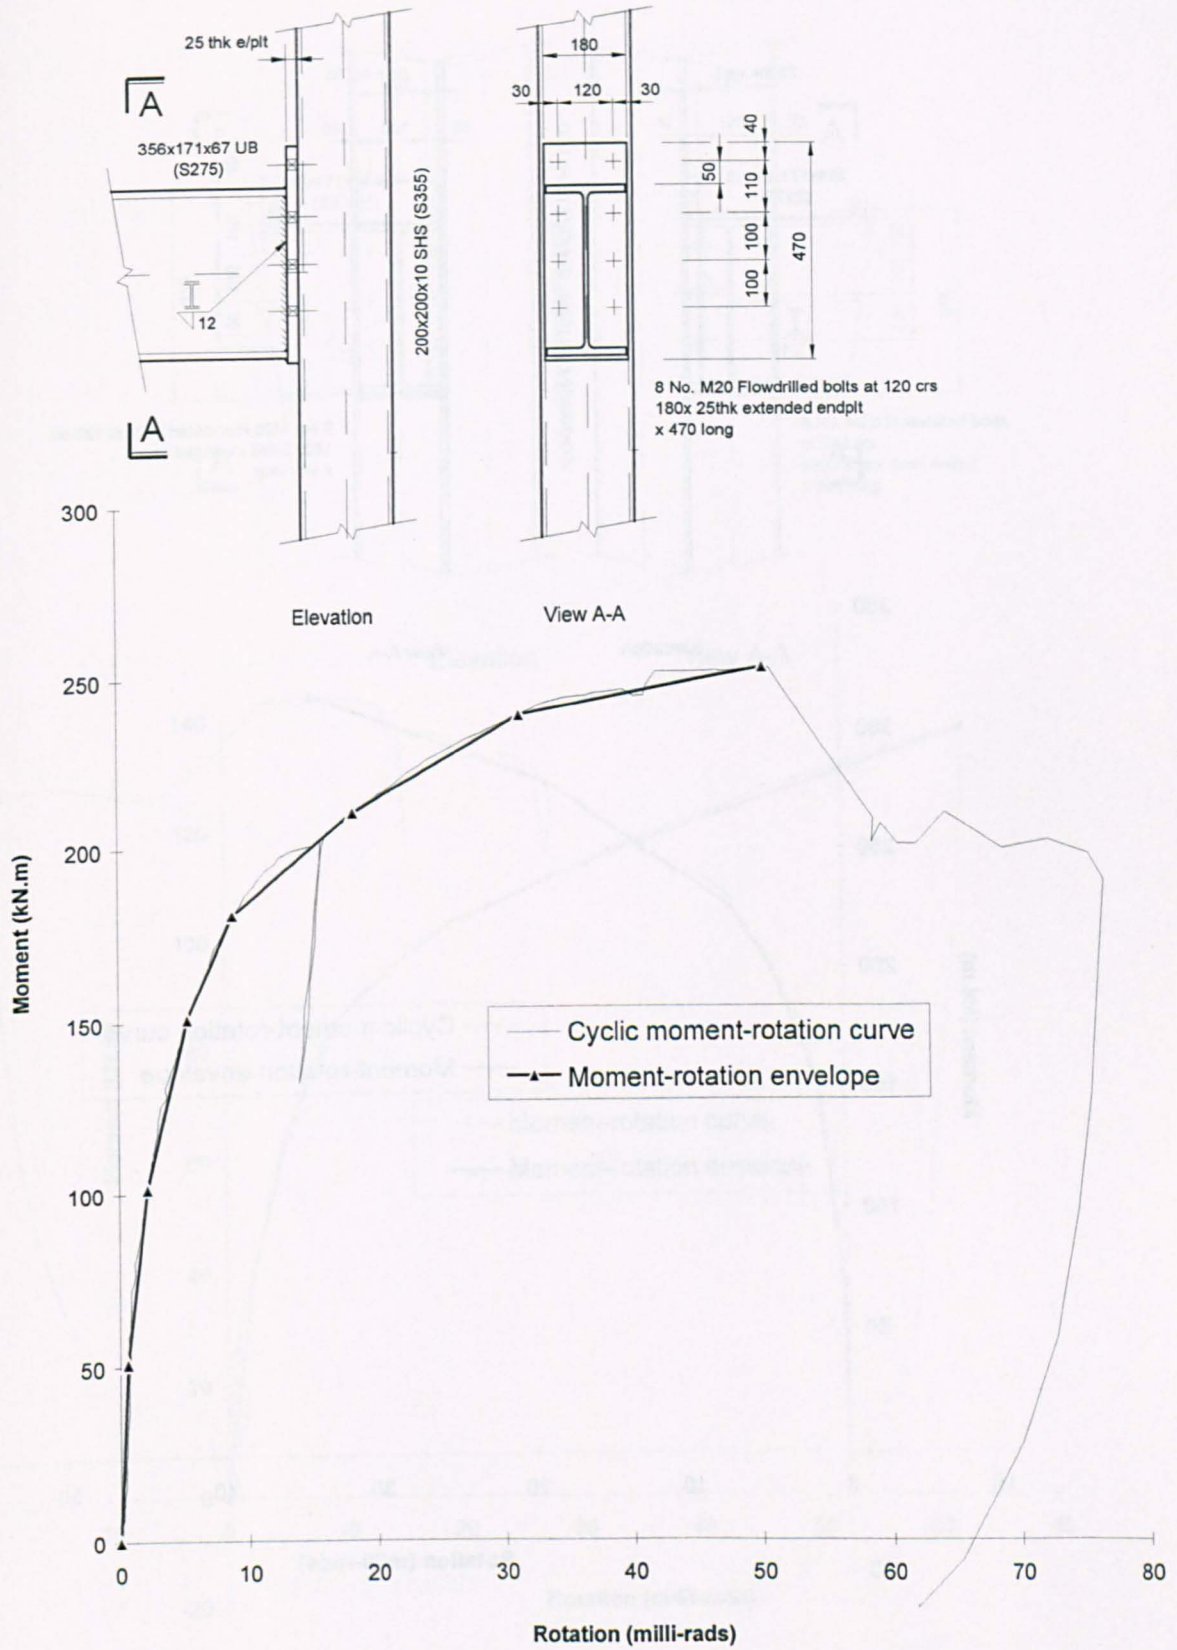 25 thk e/plt
A
356x171x67 UB
(S275)
12
A
200x200x10 SHS (S355)
180
30 120 30
40
50
110
100
100
470
8 No. M20 Flowdrilled bolts at 120 crs
180x 25thk extended endplt
x 470 long
Elevation
View A-A
300
250
200
150
100
50
0
Moment (kN.m)
Cyclic moment-rotation curve
Moment-rotation envelope
0 10 20 30 40 50 60 70 80
Rotation (milli-rads)